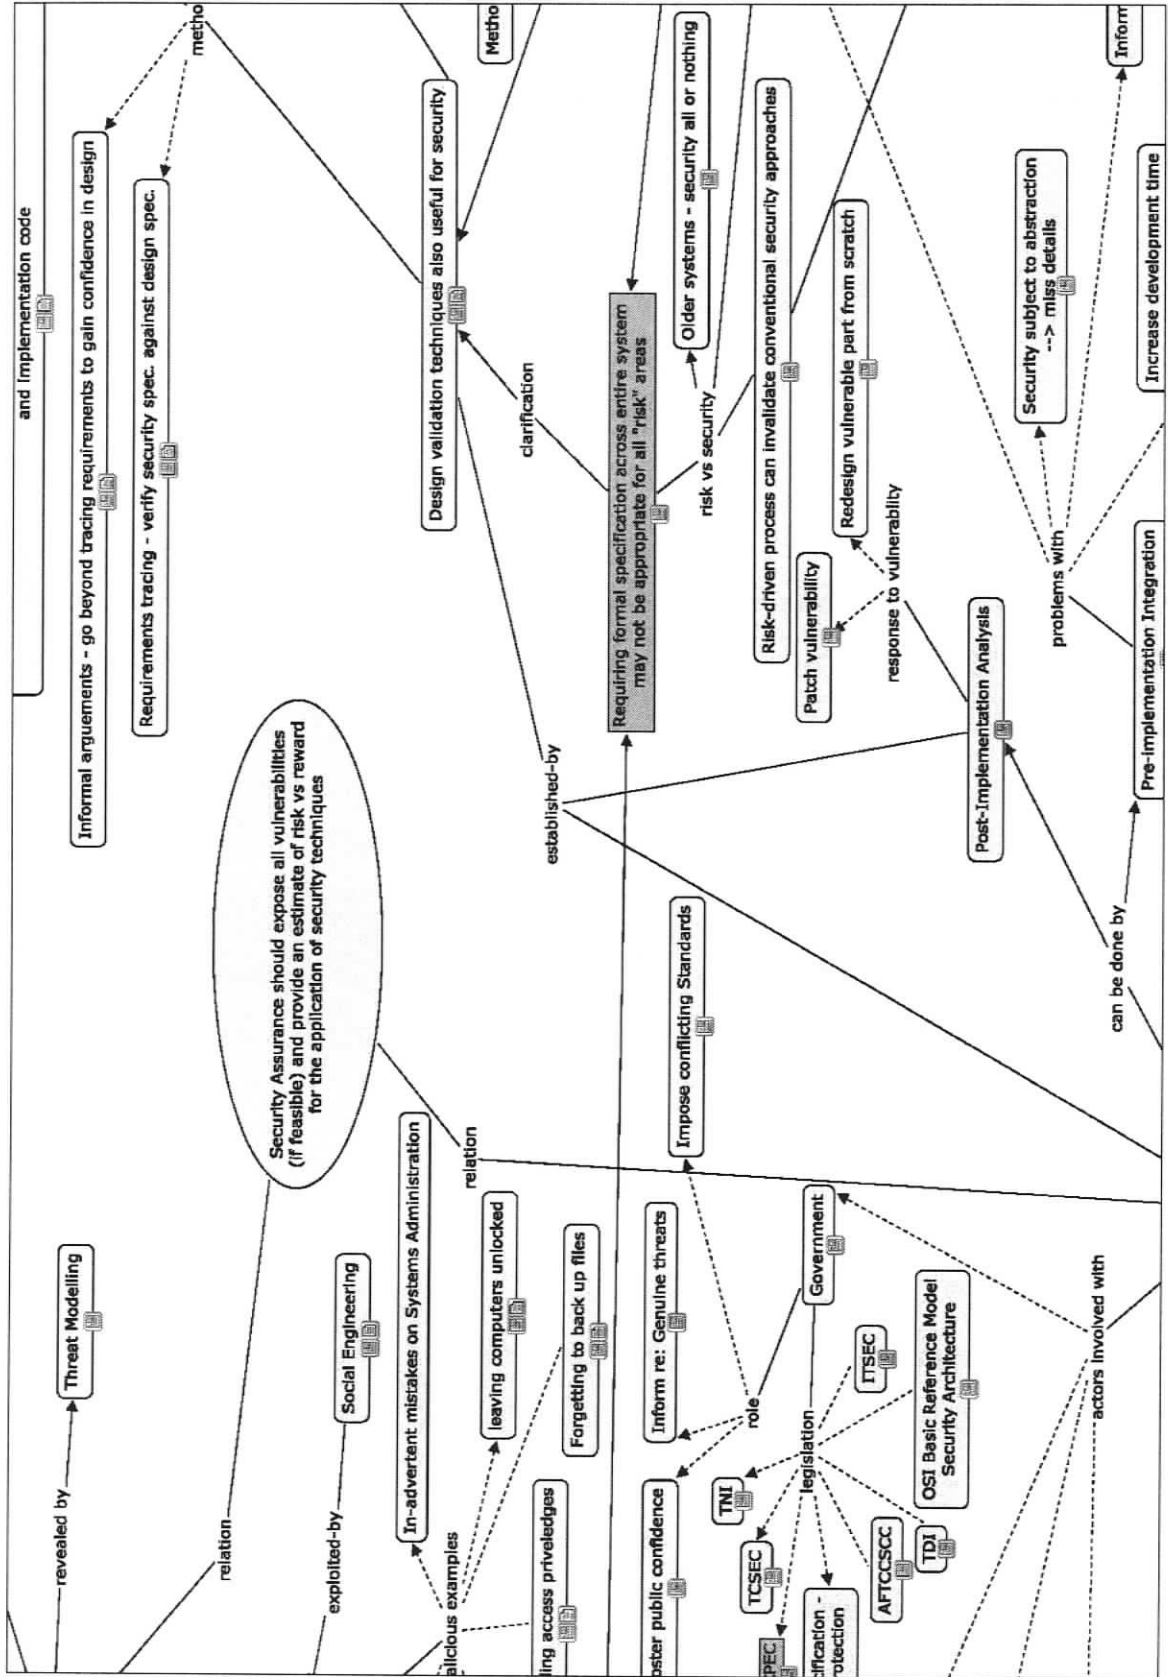 and Implementation code
metho
Informal arguements - go beyond tracing requirements to gain confidence in design
Requirements tracing - verify security spec. against design spec.
Metho
Design validation techniques also useful for security
clarification
Security Assurance should expose all vulnerabilities
(if feasible) and provide an estimate of risk vs reward
for the application of security techniques
Threat Modelling
revealed by
relation
Social Engineering
exploited-by
In-advertent mistakes on Systems Administration
relation
leaving computers unlocked
Forgetting to back up files
alicious examples
ling access priveledges
established-by
Requiring formal specification across entire system
may not be appropriate for all "risk" areas
Older systems - security all or nothing
risk vs security
Risk-driven process can invalidate conventional security approaches
Redesign vulnerable part from scratch
Patch vulnerability
response to vulnerablity
Impose conflicting Standards
Inform re: Genuine threats
oster public confidence
role
Government
legislation
TNI
TCSEC
PEC
ification -
rotection
AFTCCSCC
TDI
ITSEC
OSI Basic Reference Model
Security Architecture
Post-Implementation Analysis
Security subject to abstraction
--> miss details
problems with
Inform
Increase development time
Pre-implementation Integration
can be done by
actors involved with